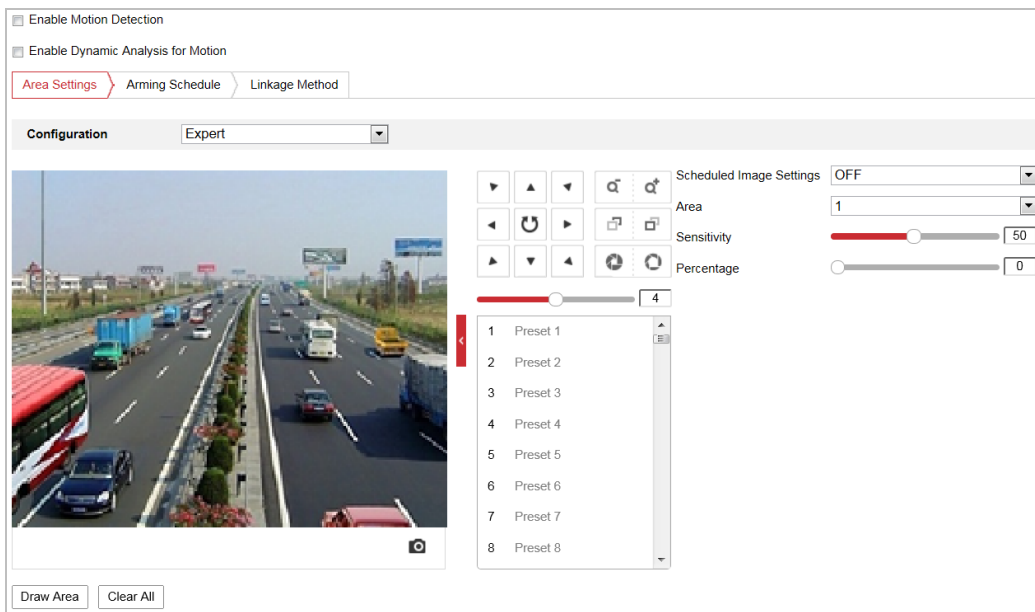 Enable Motion Detection
Enable Dynamic Analysis for Motion
Area Settings Arming Schedule Linkage Method
Configuration Expert
Scheduled Image Settings OFF
Area 1
Sensitivity 50
Percentage 0
4
1 Preset 1
2 Preset 2
3 Preset 3
4 Preset 4
5 Preset 5
6 Preset 6
7 Preset 7
8 Preset 8
Draw Area Clear All